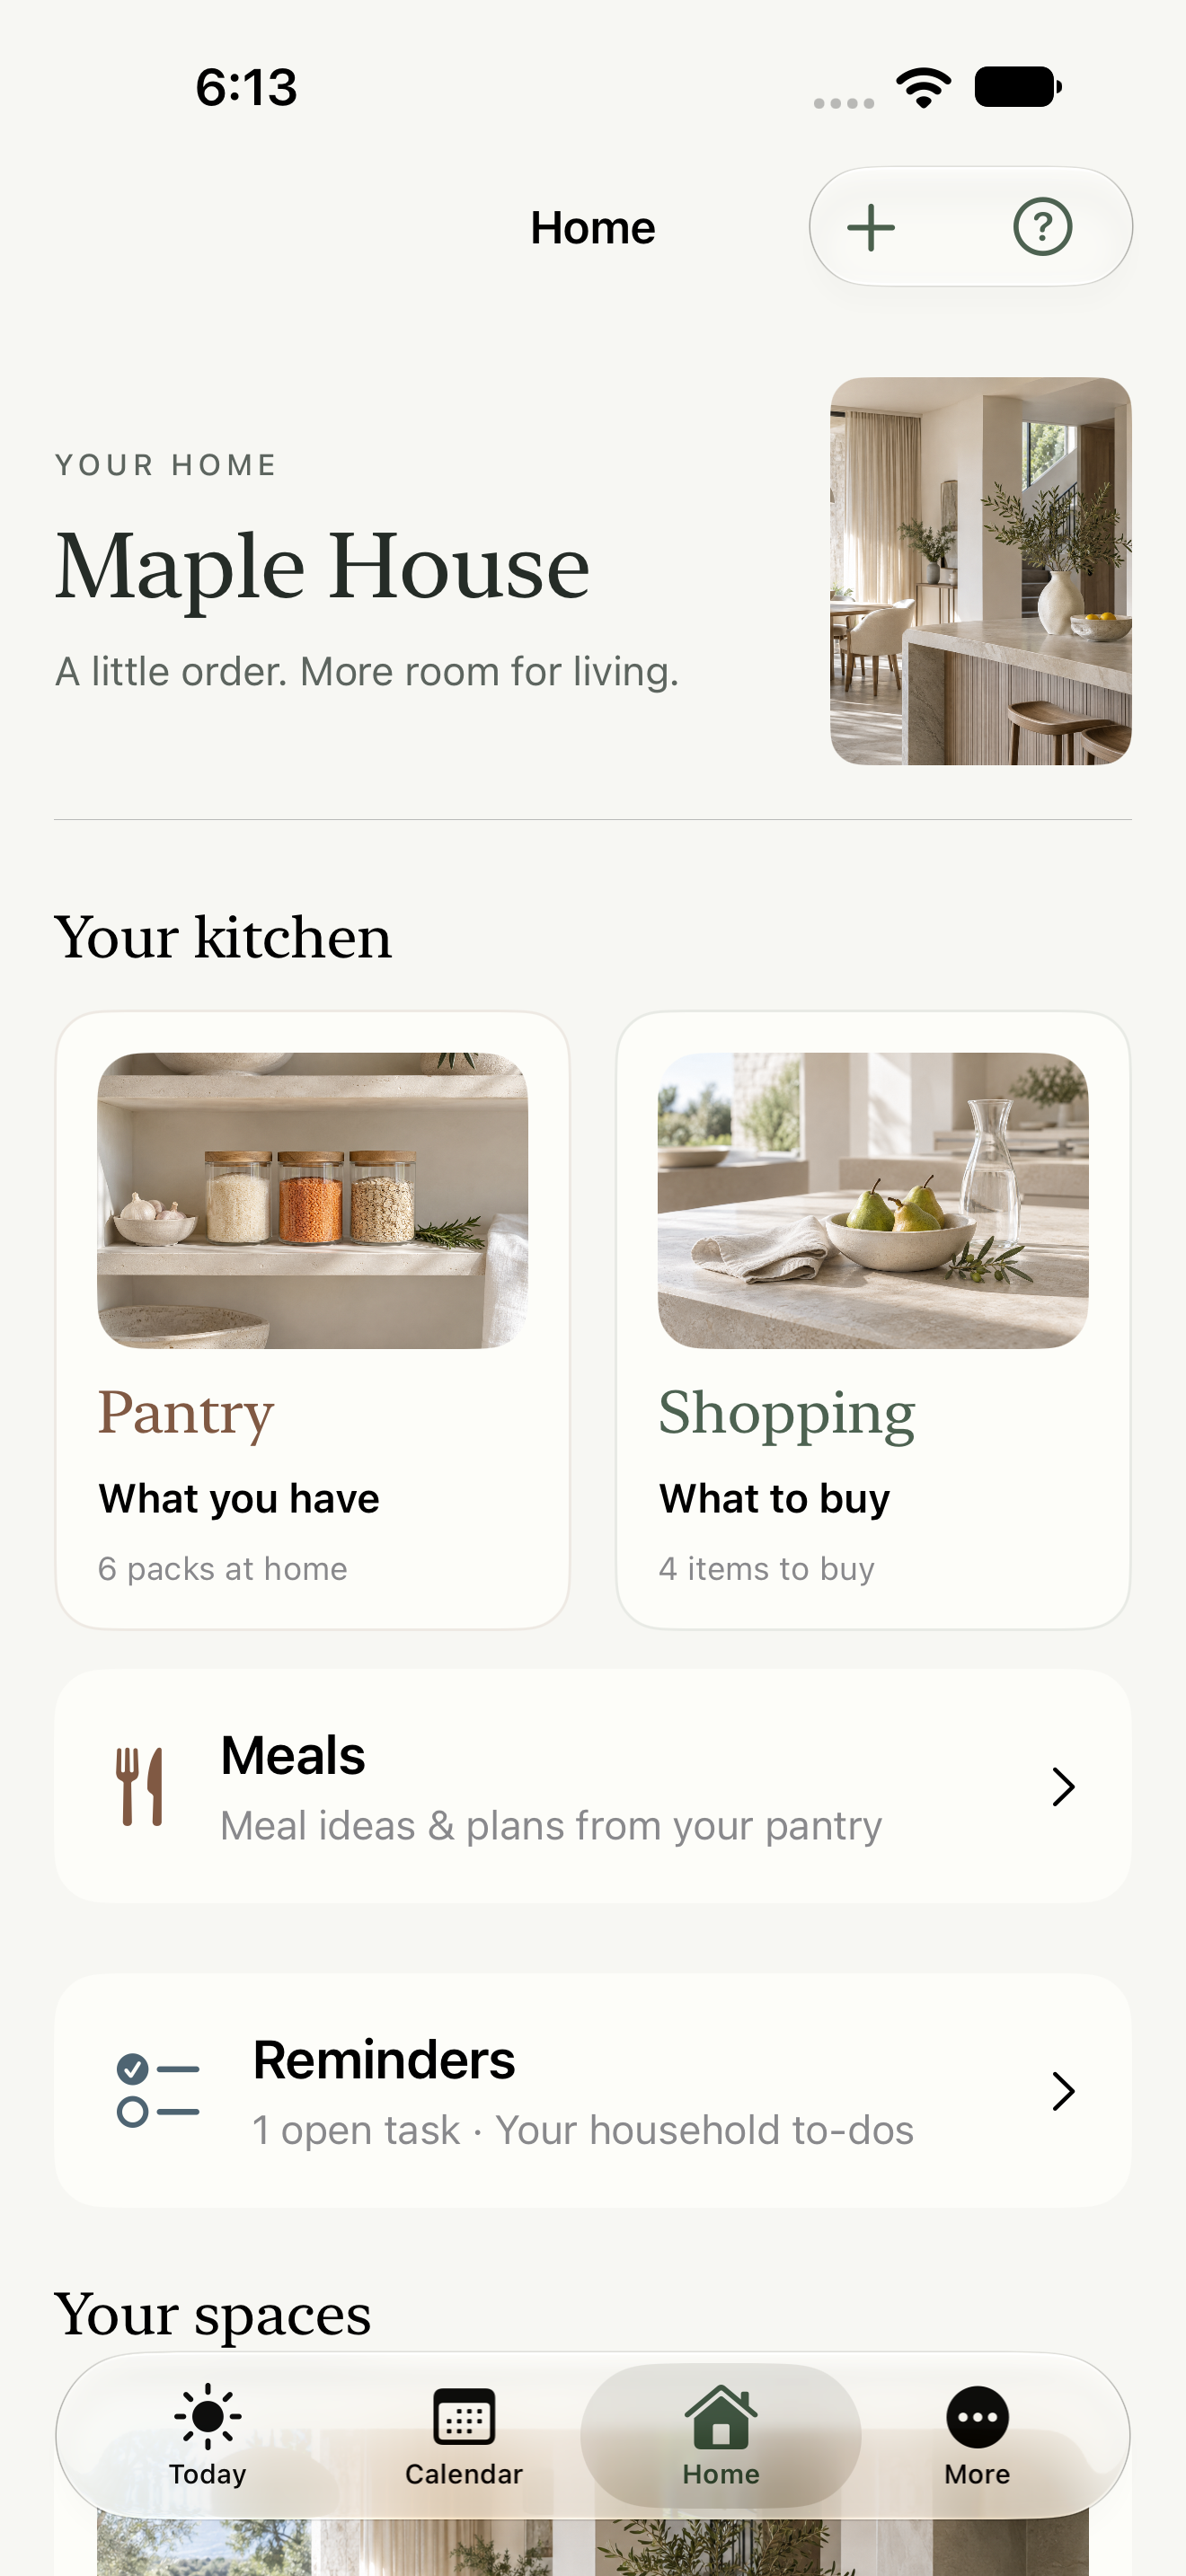 6:13
Home
YOUR HOME
Maple House
A little order. More room for living.
Your kitchen
Pantry
What you have
6 packs at home
Shopping
What to buy
4 items to buy
Meals
Meal ideas & plans from your pantry
Reminders
1 open task · Your household to-dos
Your spaces
Today
Calendar
Home
More